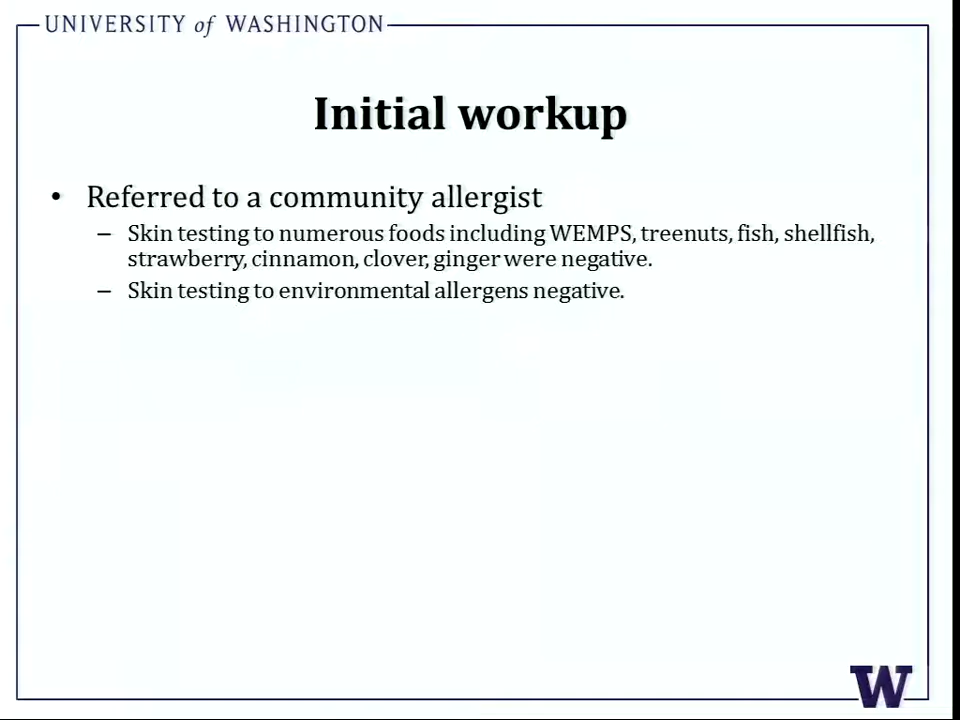 UNIVERSITY of WASHINGTON
Initial workup
• Referred to a community allergist
– Skin testing to numerous foods including WEMPS, treenuts, fish, shellfish,
strawberry, cinnamon, clover, ginger were negative.
– Skin testing to environmental allergens negative.
W